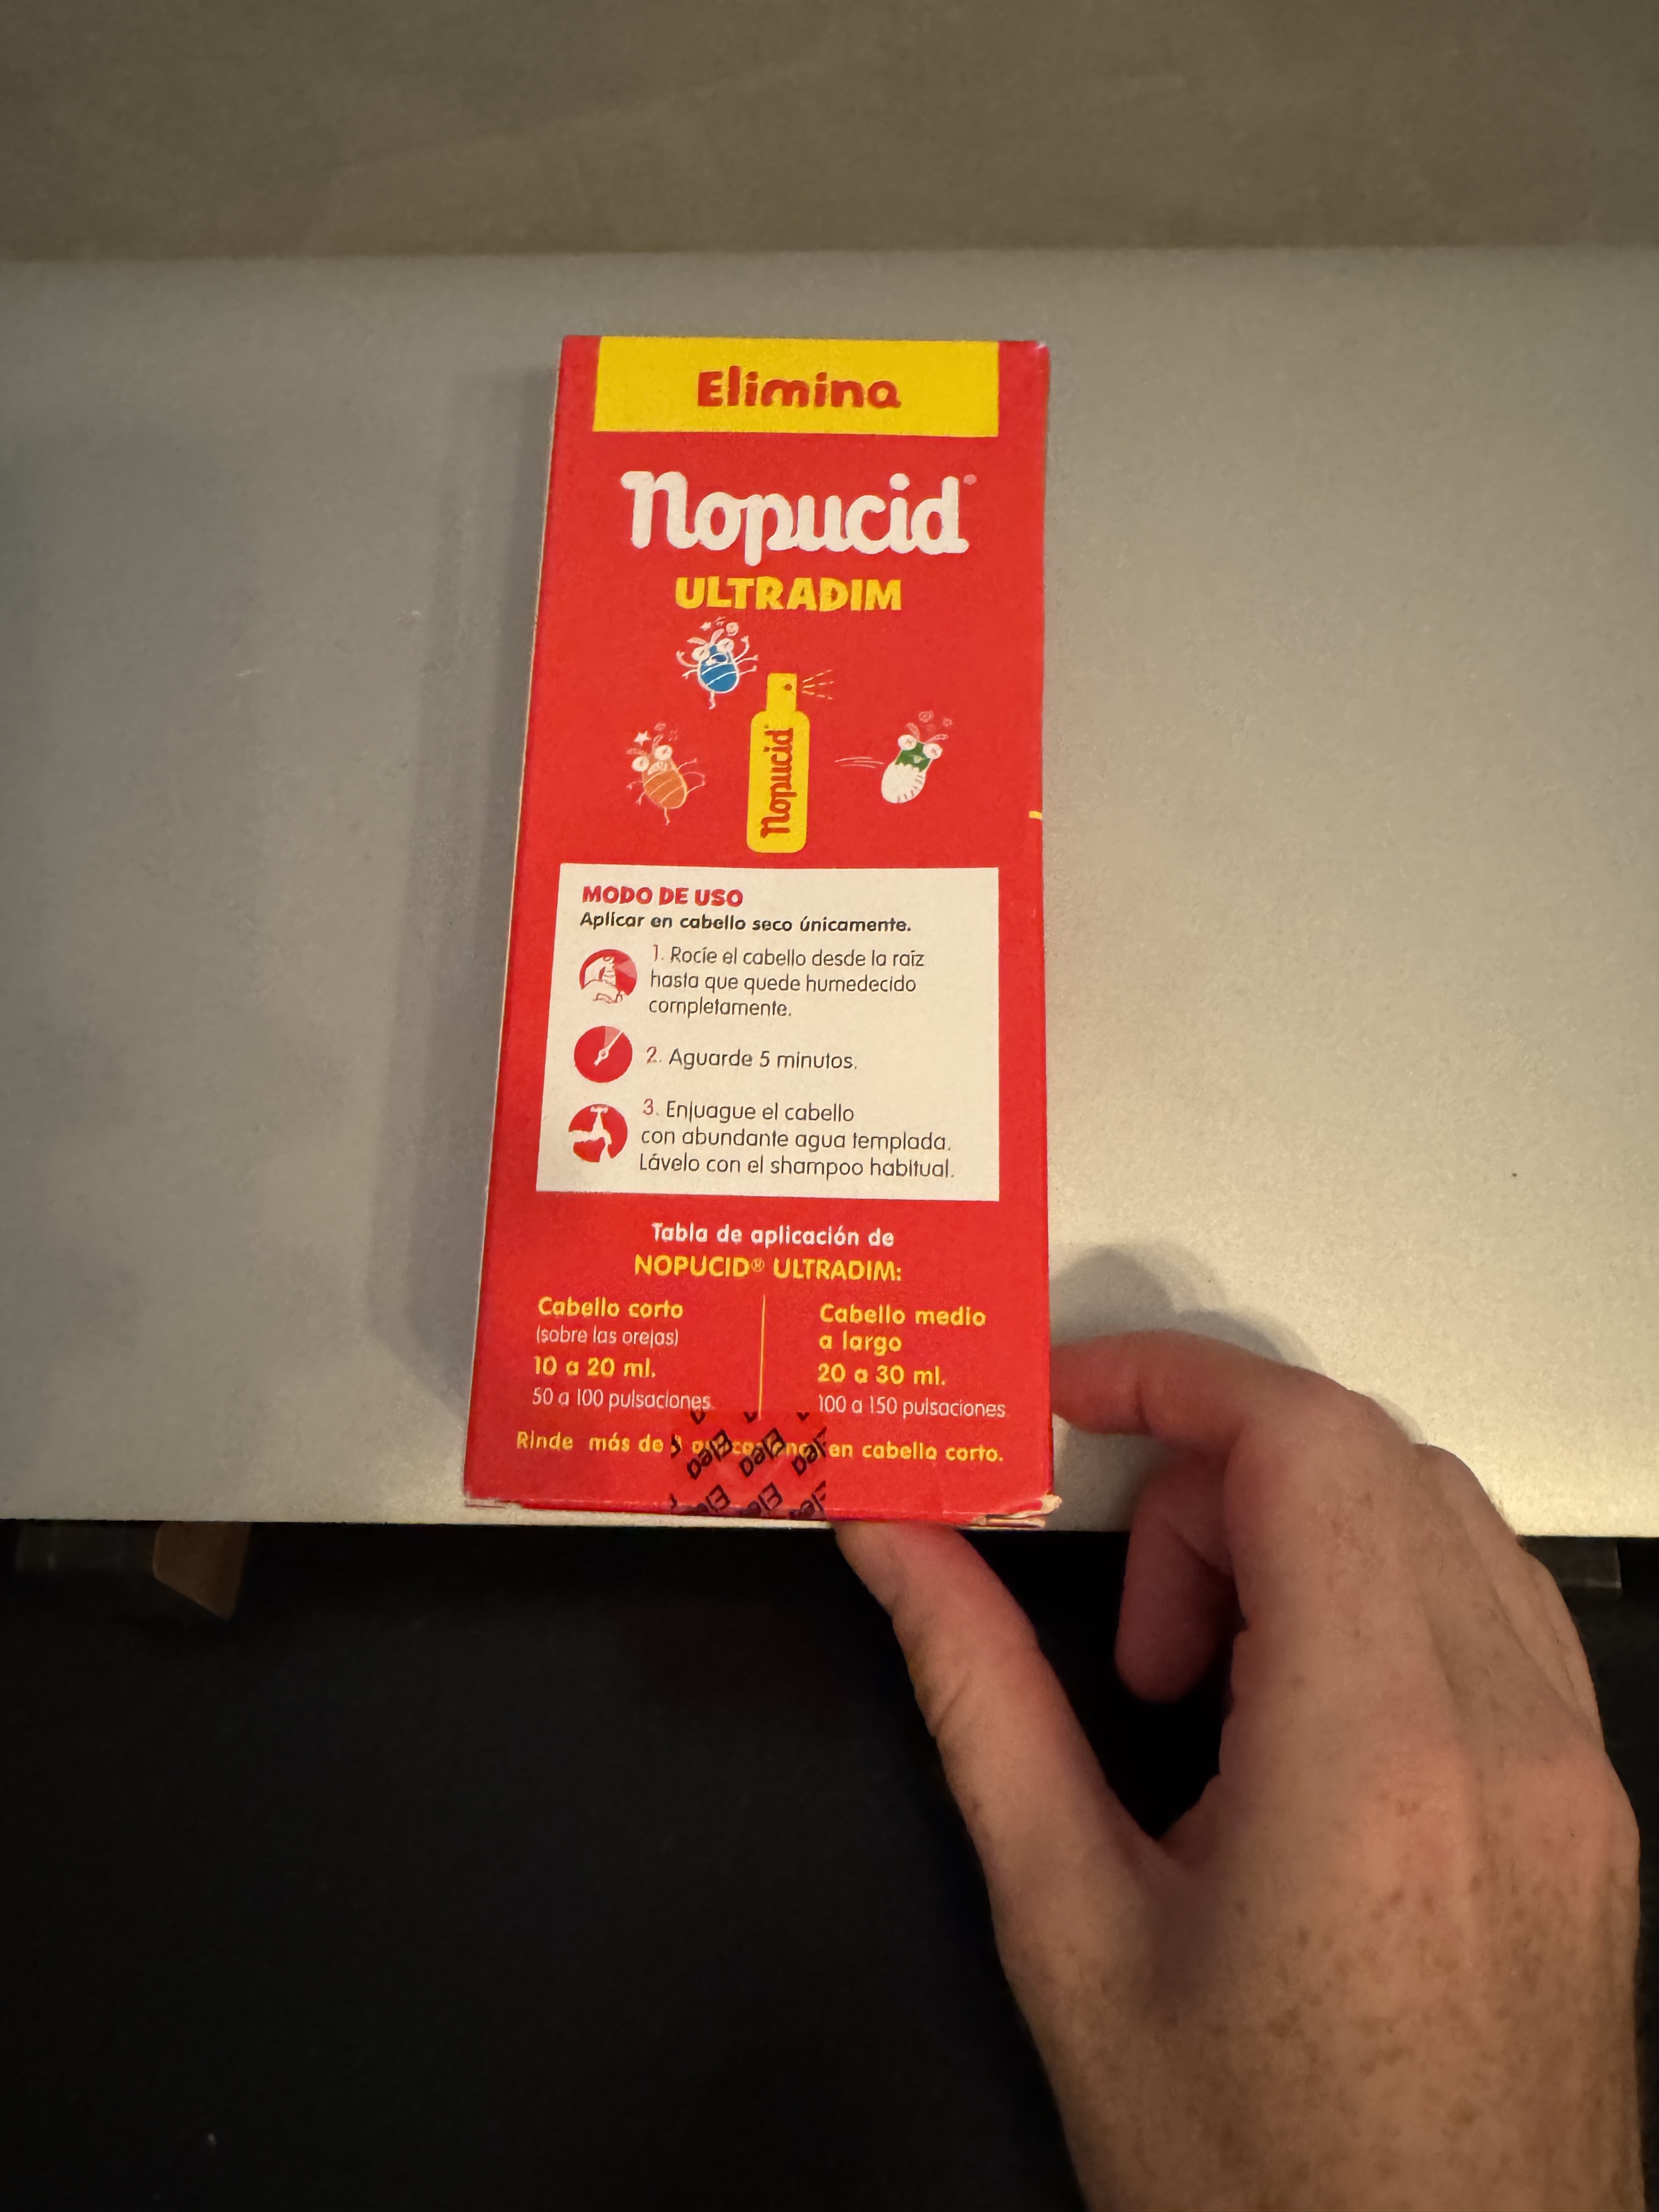 Elimina
Nopucid®
ULTRADIM
Nopucid
MODO DE USO
Aplicar en cabello seco únicamente.
1. Rocíe el cabello desde la raíz
hasta que quede humedecido
completamente.
2. Aguarde 5 minutos.
3. Enjuague el cabello
con abundante agua templada.
Lávelo con el shampoo habitual.
Tabla de aplicación de
NOPUCID® ULTRADIM:
Cabello corto
(sobre las orejas)
10 a 20 ml.
50 a 100 pulsaciones
Cabello medio
a largo
20 a 30 ml.
100 a 150 pulsaciones
Rinde más de en cabello corto.
Elea Elea Elea